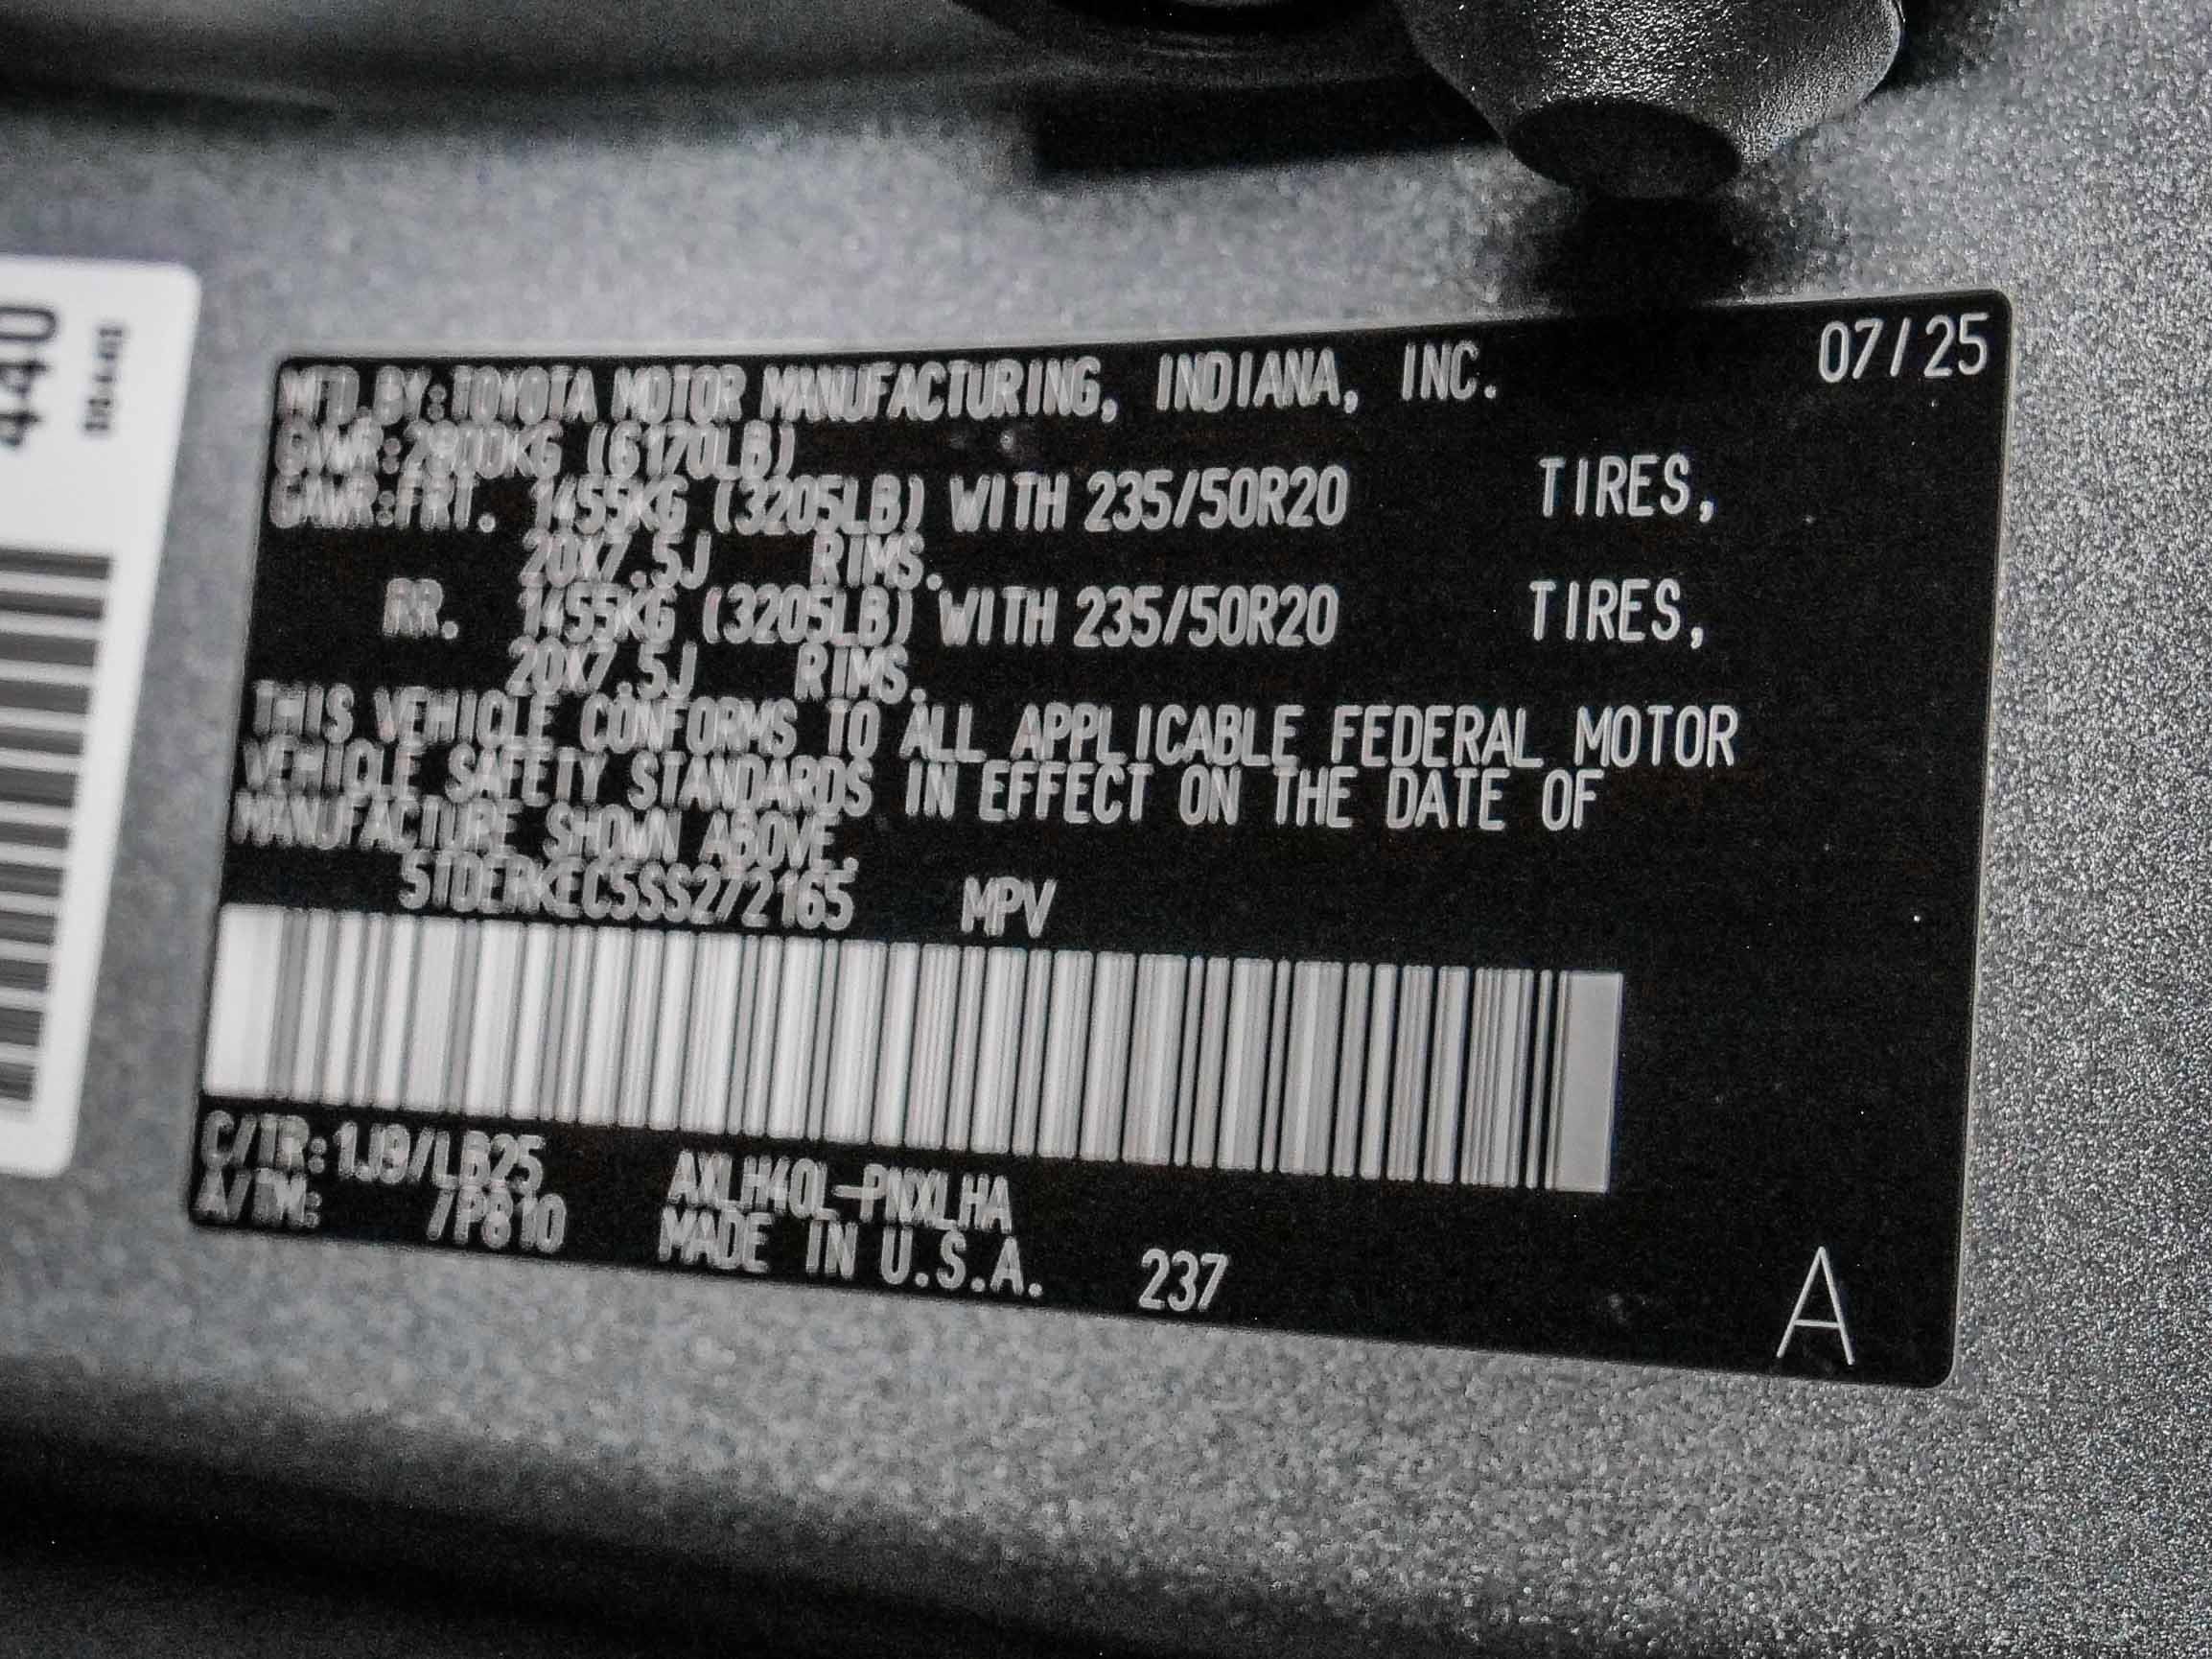 440
MFD.BY:TOYOTA MOTOR MANUFACTURING, INDIANA, INC. 07/25
GVWR:2800KG (6170LB)
GAWR:FRT. 1455KG (3205LB) WITH 235/50R20 TIRES,
20X7.5J RIMS.
RR. 1455KG (3205LB) WITH 235/50R20 TIRES,
20X7.5J RIMS.
THIS VEHICLE CONFORMS TO ALL APPLICABLE FEDERAL MOTOR
VEHICLE SAFETY STANDARDS IN EFFECT ON THE DATE OF
MANUFACTURE SHOWN ABOVE.
5TDERKEC5SS272165 MPV
C/TR:1J9/LB25 AXLH40L-PNXLHA
A/TM: /P810 MADE IN U.S.A. 237
A